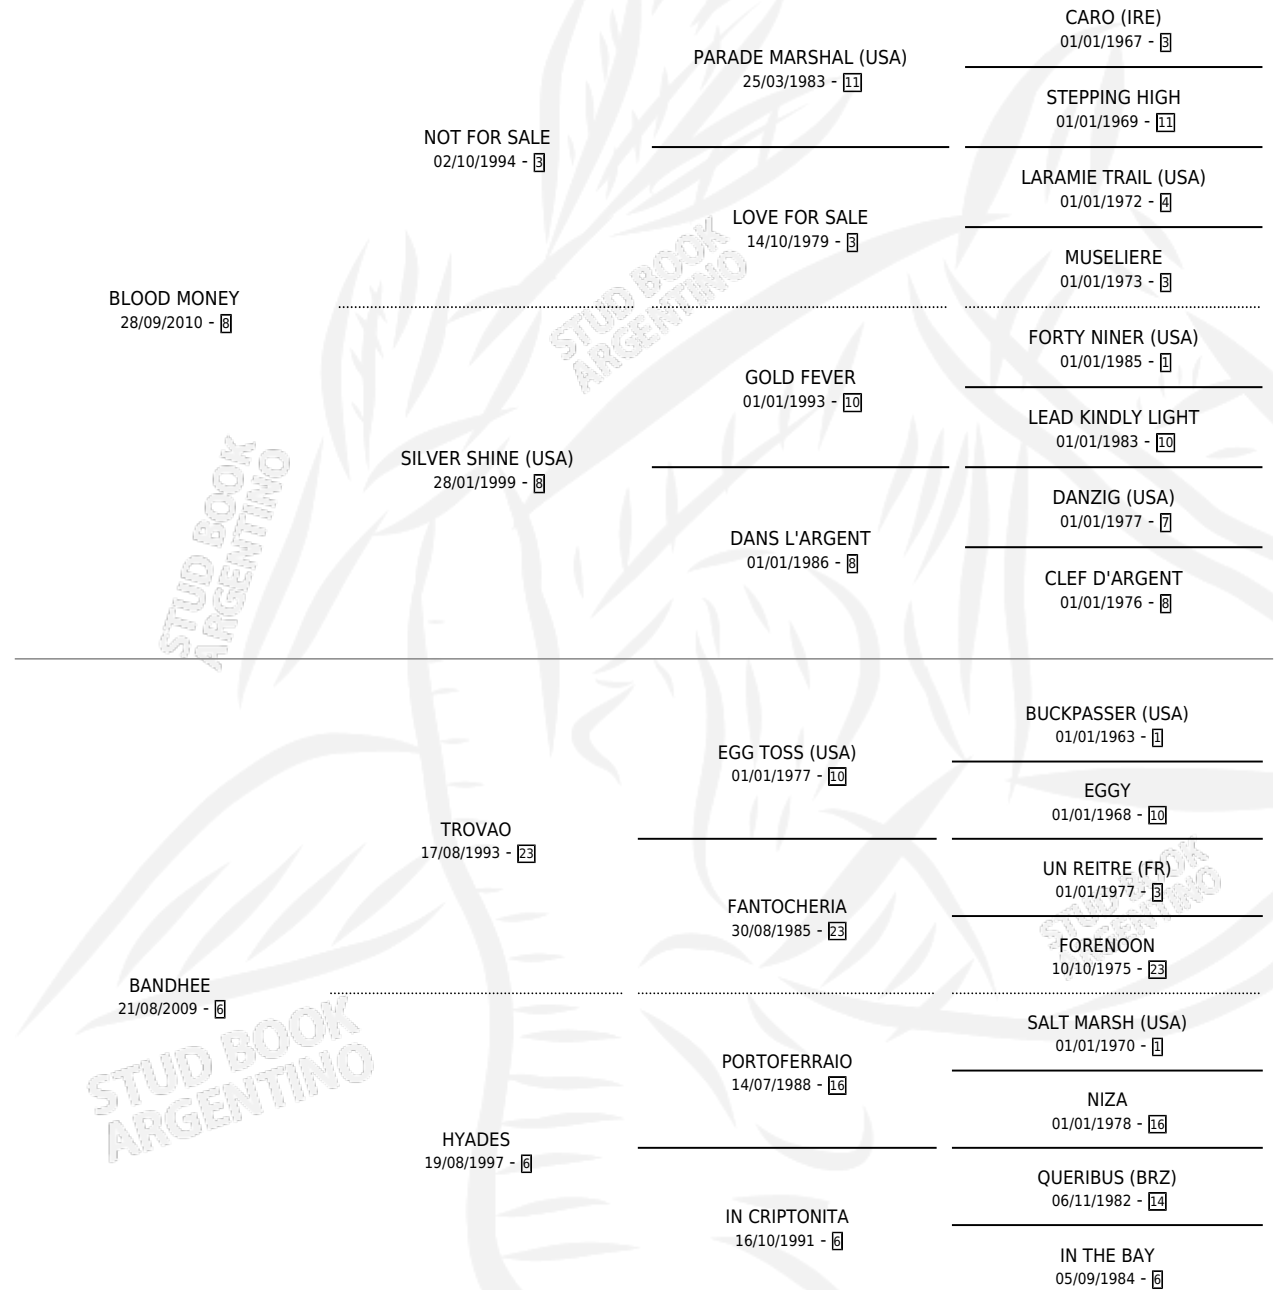 CARO (IRE)
01/01/1967 - 3
PARADE MARSHAL (USA)
25/03/1983 - 11
STEPPING HIGH
01/01/1969 - 11
NOT FOR SALE
02/10/1994 - 3
LARAMIE TRAIL (USA)
01/01/1972 - 4
LOVE FOR SALE
14/10/1979 - 3
MUSELIERE
01/01/1973 - 3
BLOOD MONEY
28/09/2010 - 8
STUD BOOK
ARGENTINO
FORTY NINER (USA)
01/01/1985 - 1
GOLD FEVER
01/01/1993 - 10
LEAD KINDLY LIGHT
01/01/1983 - 10
SILVER SHINE (USA)
28/01/1999 - 8
DANZIG (USA)
01/01/1977 - 7
DANS L'ARGENT
01/01/1986 - 8
CLEF D'ARGENT
01/01/1976 - 8
STUD BOOK
ARGENTINO
BUCKPASSER (USA)
01/01/1963 - 1
EGG TOSS (USA)
01/01/1977 - 10
EGGY
01/01/1968 - 10
TROVAO
17/08/1993 - 23
UN REITRE (FR)
01/01/1977 - 3
STUD BOOK
ARGENTINO
FANTOCHERIA
30/08/1985 - 23
FORENOON
10/10/1975 - 23
BANDHEE
21/08/2009 - 6
STUD BOOK
ARGENTINO
SALT MARSH (USA)
01/01/1970 - 1
PORTOFERRAIO
14/07/1988 - 16
NIZA
01/01/1978 - 16
HYADES
19/08/1997 - 6
QUERIBUS (BRZ)
06/11/1982 - 14
IN CRIPTONITA
16/10/1991 - 6
IN THE BAY
05/09/1984 - 6